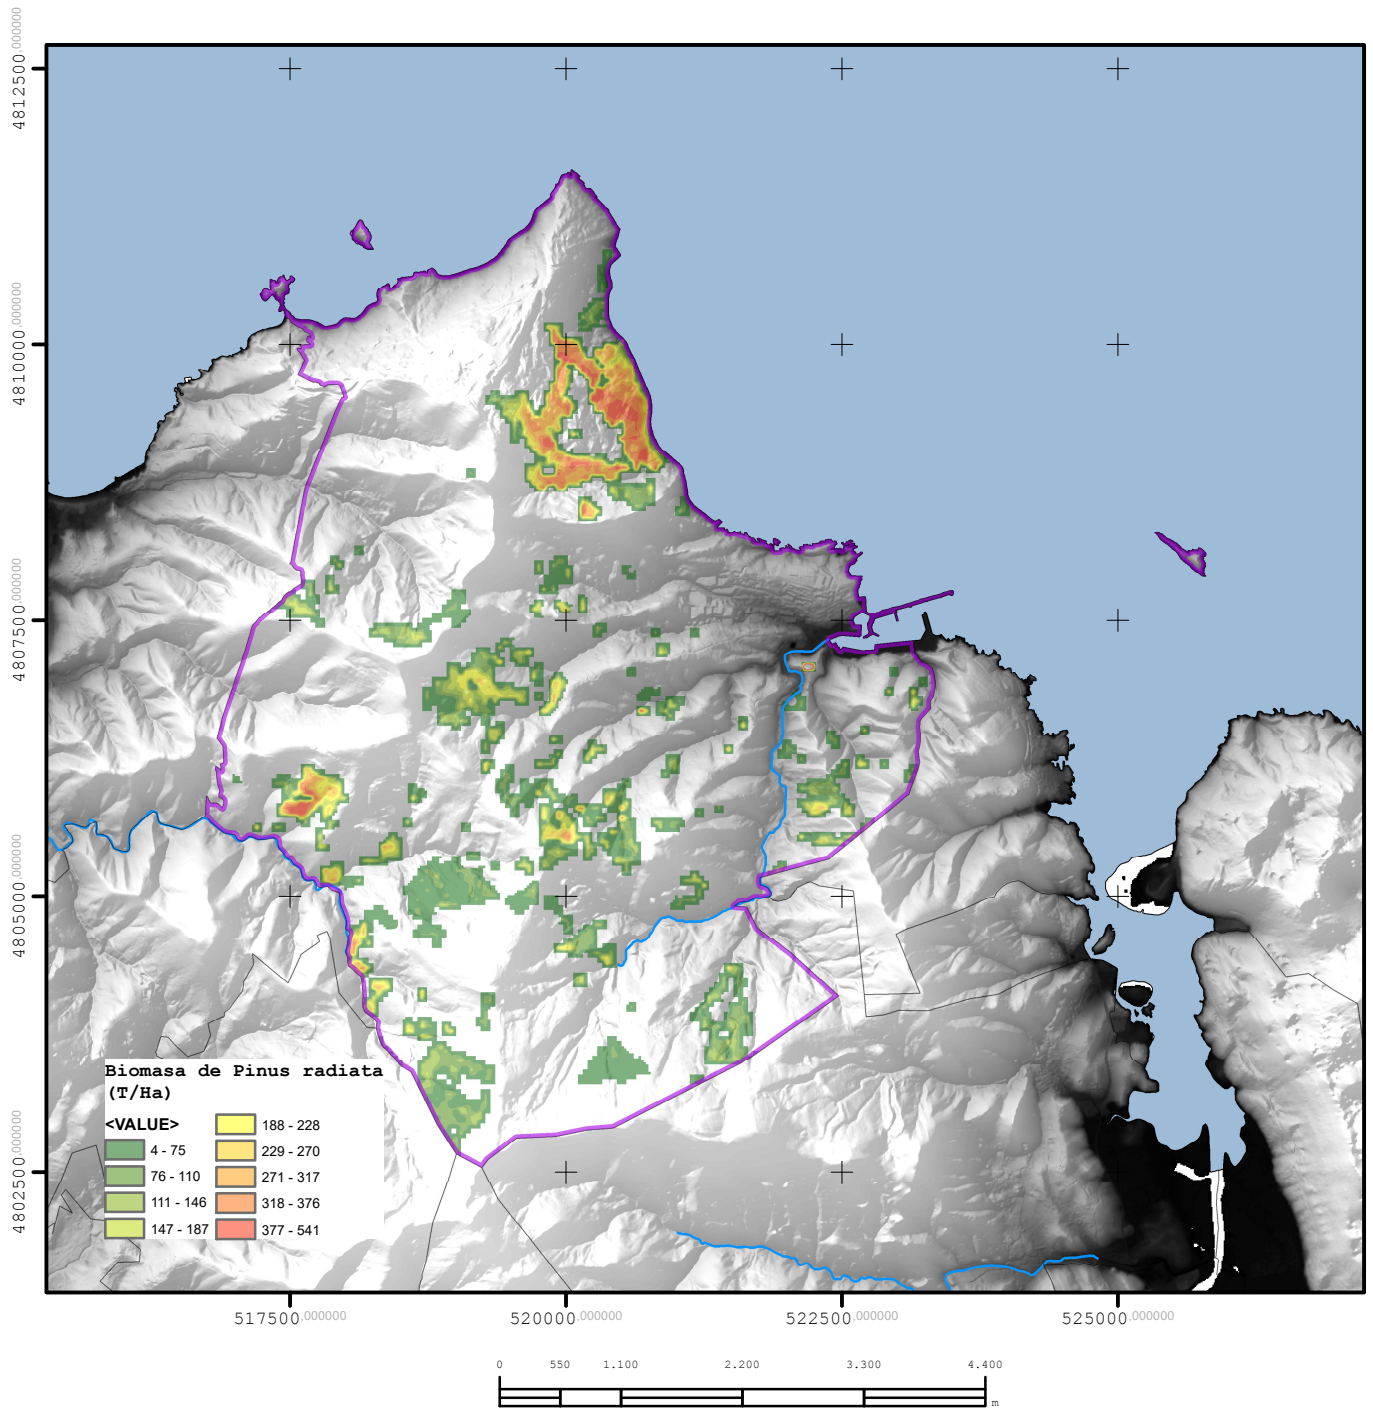 4812500,000000
4810000,000000
4807500,000000
4805000,000000
4802500,000000
Biomasa de Pinus radiata
(T/Ha)
<VALUE>
4 - 75
76 - 110
111 - 146
147 - 187
188 - 228
229 - 270
271 - 317
318 - 376
377 - 541
517500,000000 520000,000000 522500,000000 525000,000000
0 550 1.100 2.200 3.300 4.400
m